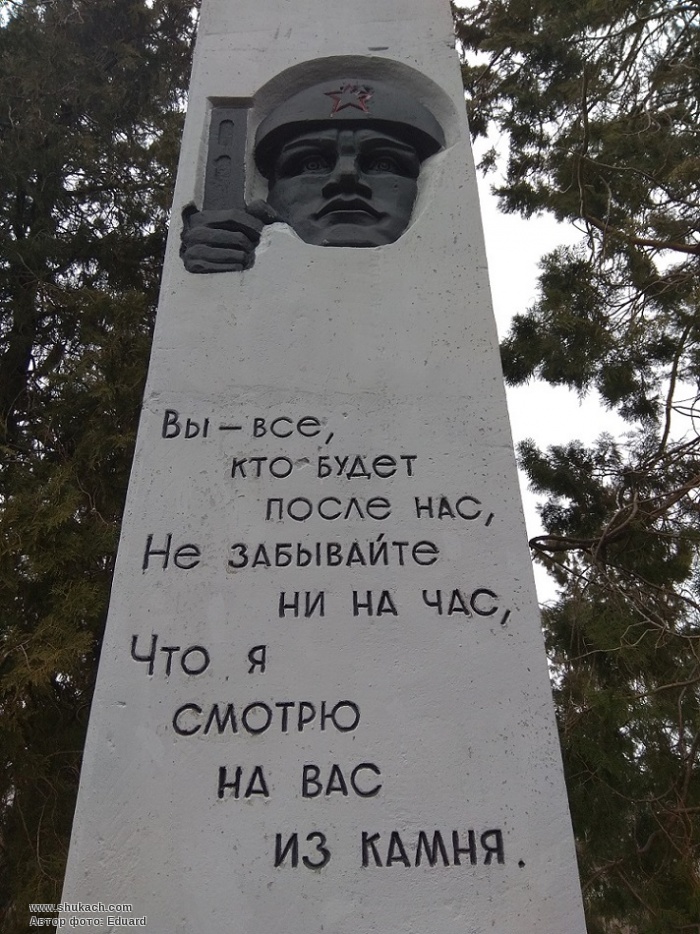 Вы – все,
кто будет
после нас,
Не забывайте
ни на час,
Что я
смотрю
на вас
из камня.
www.shukach.com
Автор фото: Eduard